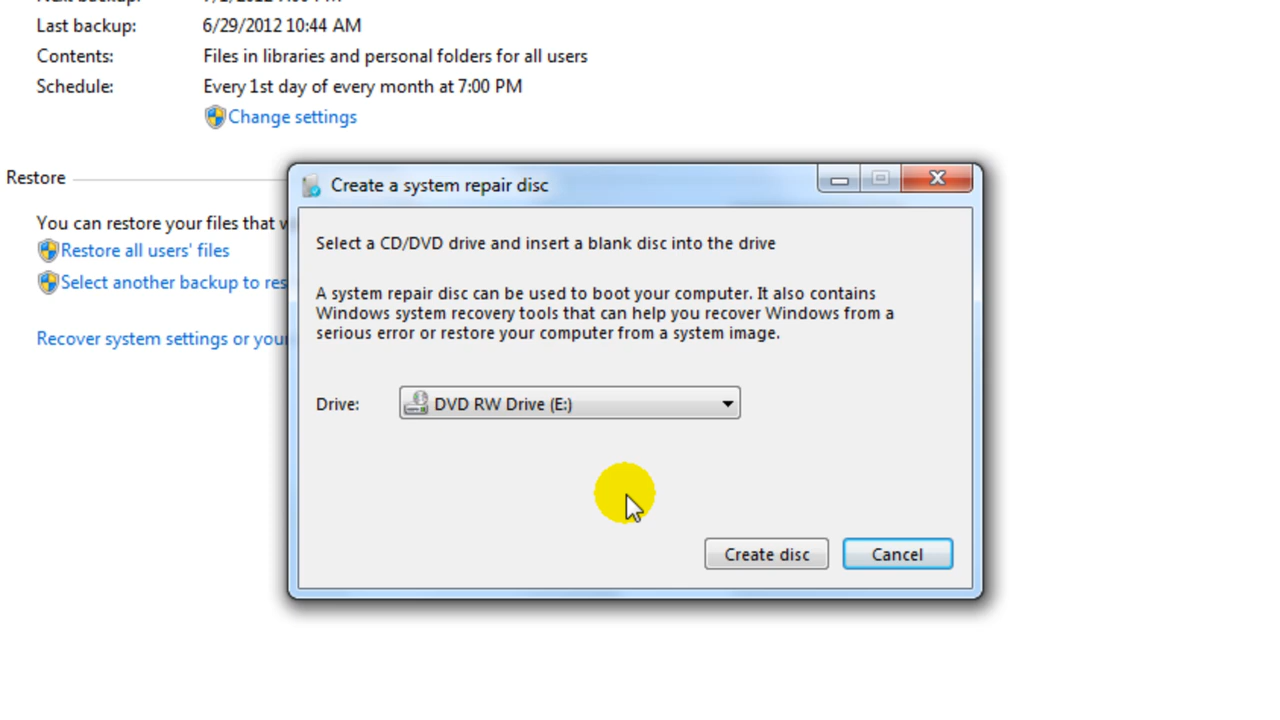 Last backup: 6/29/2012 10:44 AM
Contents: Files in libraries and personal folders for all users
Schedule: Every 1st day of every month at 7:00 PM
Change settings
Restore
You can restore your files that
Restore all users' files
Select another backup to res
Recover system settings or you
Create a system repair disc
Select a CD/DVD drive and insert a blank disc into the drive
A system repair disc can be used to boot your computer. It also contains
Windows system recovery tools that can help you recover Windows from a
serious error or restore your computer from a system image.
Drive: DVD RW Drive (E:)
Create disc Cancel